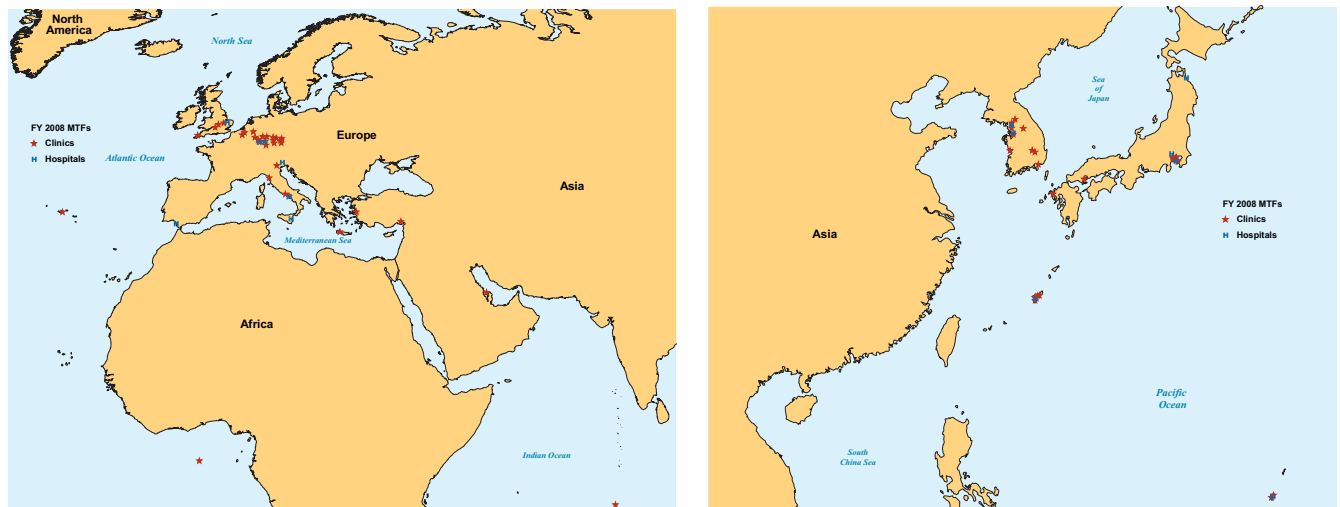 North
America
North Sea
FY 2008 MTFs
Clinics
H Hospitals
Atlantic Ocean
Europe
Asia
Mediterranean Sea
Africa
Indian Ocean
Sea
of
Japan
Asia
FY 2008 MTFs
Clinics
H Hospitals
Pacific
Ocean
South
China Sea